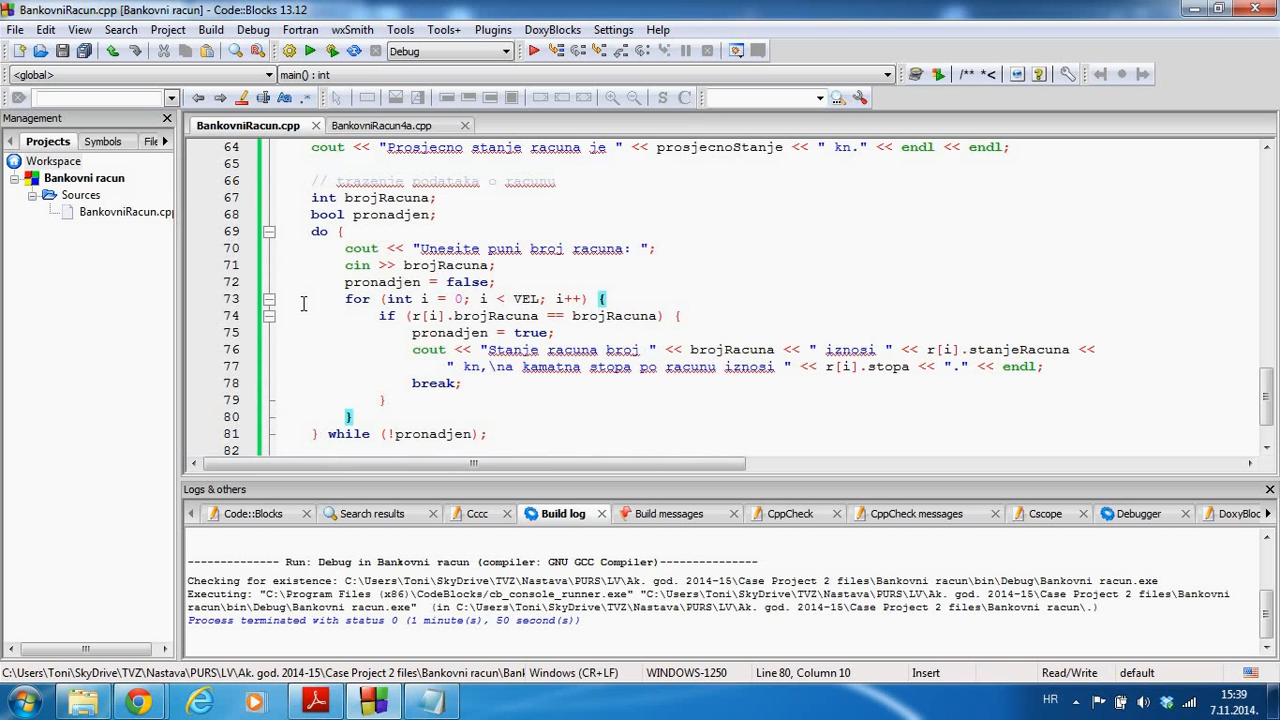 BankovniRacun.cpp [Bankovni racun] - Code::Blocks 13.12
File Edit View Search Project Build Debug Fortran wxSmith Tools Tools+ Plugins DoxyBlocks Settings Help
Debug
<global> main() : int
/** *<
S C
Management
BankovniRacun.cpp BankovniRacun4a.cpp
Projects Symbols File
Workspace
Bankovni racun
Sources
BankovniRacun.cpp
64 cout << "Prosjecno stanje racuna je " << prosjecnoStanje << " kn." << endl << endl;
65
66 // trazenje podataka o racunu
67 int brojRacuna;
68 bool pronadjen;
69 do {
70 cout << "Unesite puni broj racuna: ";
71 cin >> brojRacuna;
72 pronadjen = false;
73 for (int i = 0; i < VEL; i++) {
74 if (r[i].brojRacuna == brojRacuna) {
75 pronadjen = true;
76 cout << "Stanje racuna broj " << brojRacuna << " iznosi " << r[i].stanjeRacuna <<
77 " kn,\na kamatna stopa po racunu iznosi " << r[i].stopa << "." << endl;
78 break;
79 }
80 }
81 } while (!pronadjen);
82
Logs & others
Code::Blocks Search results Cccc Build log Build messages CppCheck CppCheck messages Cscope Debugger DoxyBloc
-------------- Run: Debug in Bankovni racun (compiler: GNU GCC Compiler)---------------
Checking for existence: C:\Users\Toni\SkyDrive\TVZ\Nastava\PURS\LV\Ak. god. 2014-15\Case Project 2 files\Bankovni racun\bin\Debug\Bankovni racun.exe
Executing: "C:\Program Files (x86)\CodeBlocks/cb_console_runner.exe" "C:\Users\Toni\SkyDrive\TVZ\Nastava\PURS\LV\Ak. god. 2014-15\Case Project 2 files\Bankovni
racun\bin\Debug\Bankovni racun.exe" (in C:\Users\Toni\SkyDrive\TVZ\Nastava\PURS\LV\Ak. god. 2014-15\Case Project 2 files\Bankovni racun\.)
Process terminated with status 0 (1 minute(s), 50 second(s))
C:\Users\Toni\SkyDrive\TVZ\Nastava\PURS\LV\Ak. god. 2014-15\Case Project 2 files\Bankovni racun\Bank Windows (CR+LF) WINDOWS-1250 Line 80, Column 10 Insert Read/Write default
HR 15:39
7.11.2014.